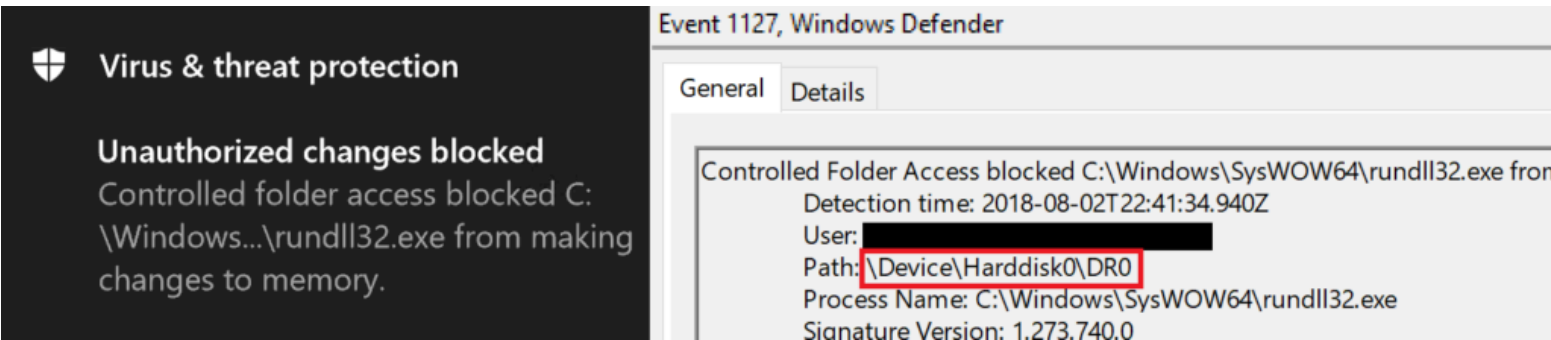 Virus & threat protection
Unauthorized changes blocked
Controlled folder access blocked C:
\Windows...\rundll32.exe from making
changes to memory.
Event 1127, Windows Defender
General Details
Controlled Folder Access blocked C:\Windows\SysWOW64\rundll32.exe from
Detection time: 2018-08-02T22:41:34.940Z
User:
Path: \Device\Harddisk0\DR0
Process Name: C:\Windows\SysWOW64\rundll32.exe
Signature Version: 1.273.740.0